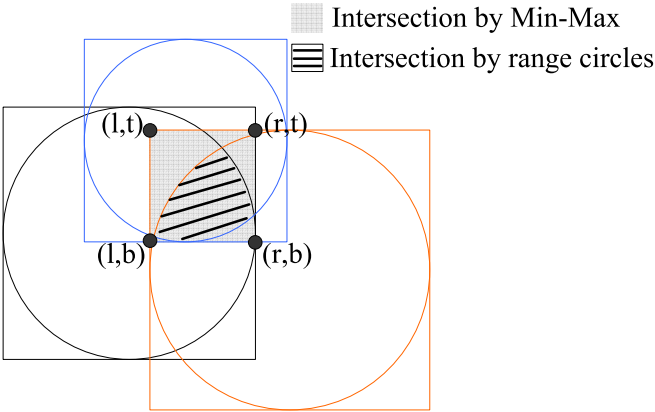 Intersection by Min-Max
Intersection by range circles
(l,t)
(r,t)
(l,b)
(r,b)